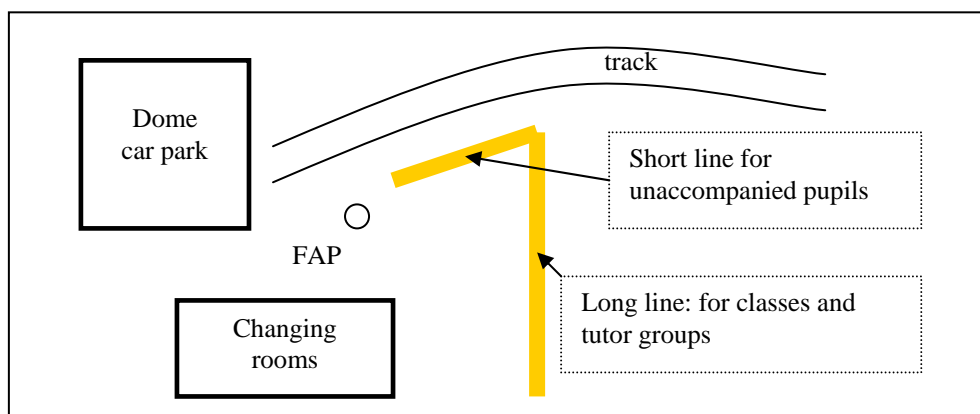 track
Dome
car park
Short line for
unaccompanied pupils
FAP
Long line: for classes and
tutor groups
Changing
rooms